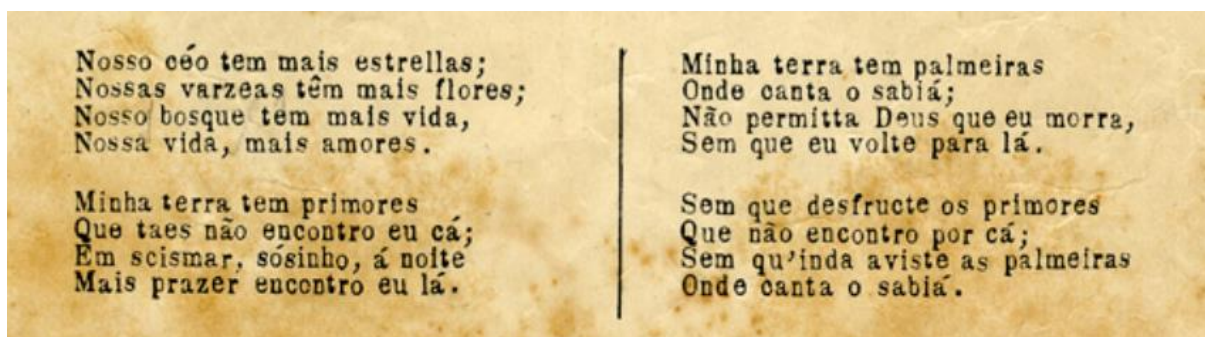 Nosso céo tem mais estrellas;
Nossas varzeas têm mais flores;
Nosso bosque tem mais vida,
Nossa vida, mais amores.
Minha terra tem primores
Que taes não encontro eu cá;
Em scismar, sósinho, á noite
Mais prazer encontro eu lá.
Minha terra tem palmeiras
Onde canta o sabiá;
Não permitta Deus que eu morra,
Sem que eu volte para lá.
Sem que desfructe os primores
Que não encontro por cá;
Sem qu'inda aviste as palmeiras
Onde canta o sabiá.